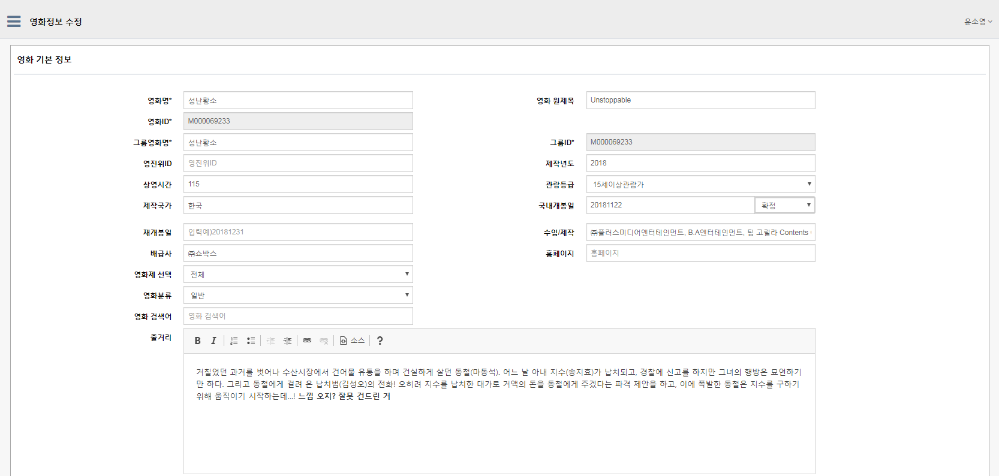 영화정보 수정
윤소영
영화 기본 정보
영화명* 성난황소 영화 원제목 Unstoppable
영화ID* M000069233
그룹영화명* 성난황소 그룹ID* M000069233
영진위ID 영진위ID 제작년도 2018
상영시간 115 관람등급 15세이상관람가
제작국가 한국 국내개봉일 20181122 확정
재개봉일 입력예)20181231 수입/제작 ㈜플러스미디어엔터테인먼트, B.A엔터테인먼트, 팀 고릴라 Contents
배급사 ㈜쇼박스 홈페이지 홈페이지
영화제 선택 전체
영화분류 일반
영화 검색어 영화 검색어
줄거리 B I 소스 ?
거칠었던 과거를 벗어나 수산시장에서 건어물 유통을 하며 건실하게 살던 동철(마동석). 어느 날 아내 지수(송지효)가 납치되고, 경찰에 신고를 하지만 그녀의 행방은 묘연하기
만 하다. 그리고 동철에게 걸려 온 납치범(김성오)의 전화! 오히려 지수를 납치한 대가로 거액의 돈을 동철에게 주겠다는 파격 제안을 하고, 이에 폭발한 동철은 지수를 구하기
위해 움직이기 시작하는데...! 느낌 오지? 잘못 건드린 거